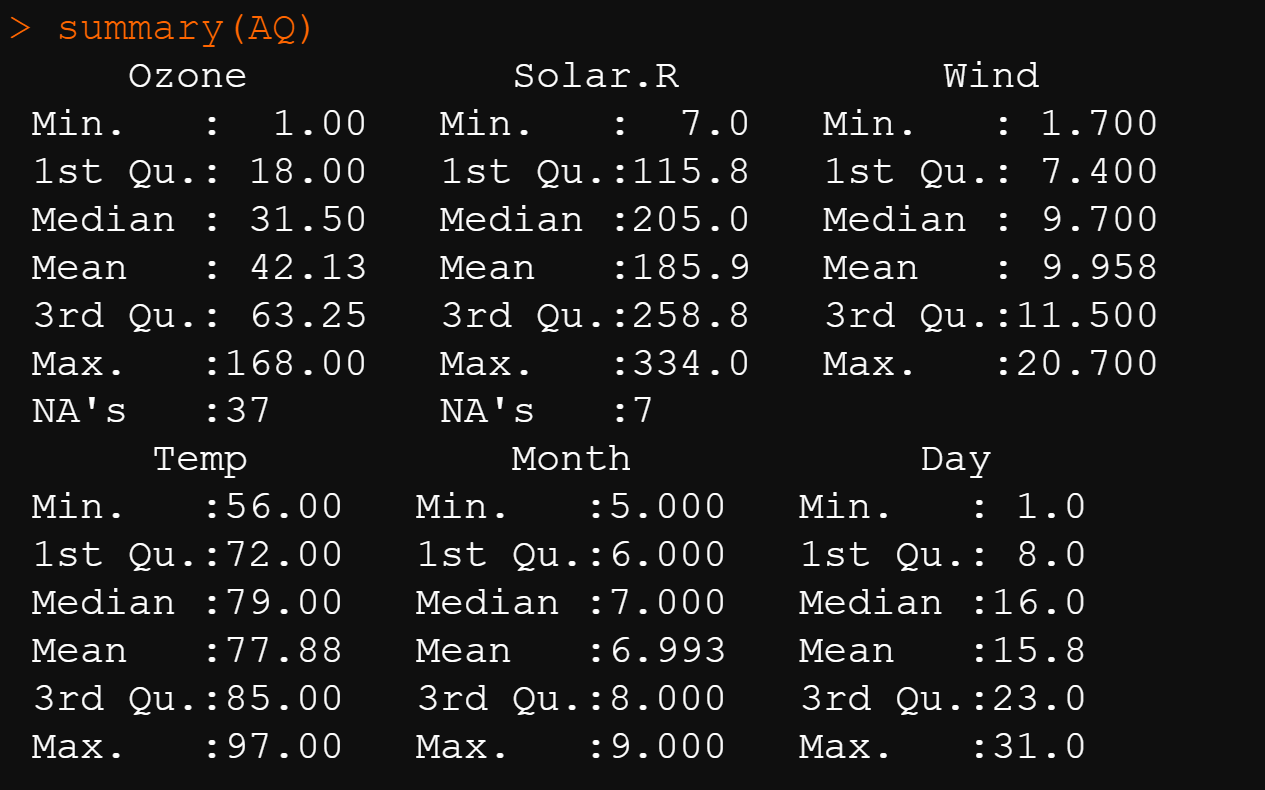 > summary(AQ)
     Ozone           Solar.R           Wind
 Min.   :  1.00   Min.   :  7.0   Min.   : 1.700
 1st Qu.: 18.00   1st Qu.:115.8   1st Qu.: 7.400
 Median : 31.50   Median :205.0   Median : 9.700
 Mean   : 42.13   Mean   :185.9   Mean   : 9.958
 3rd Qu.: 63.25   3rd Qu.:258.8   3rd Qu.:11.500
 Max.   :168.00   Max.   :334.0   Max.   :20.700
 NA's   :37       NA's   :7
      Temp           Month            Day
 Min.   :56.00   Min.   :5.000   Min.   : 1.0
 1st Qu.:72.00   1st Qu.:6.000   1st Qu.: 8.0
 Median :79.00   Median :7.000   Median :16.0
 Mean   :77.88   Mean   :6.993   Mean   :15.8
 3rd Qu.:85.00   3rd Qu.:8.000   3rd Qu.:23.0
 Max.   :97.00   Max.   :9.000   Max.   :31.0